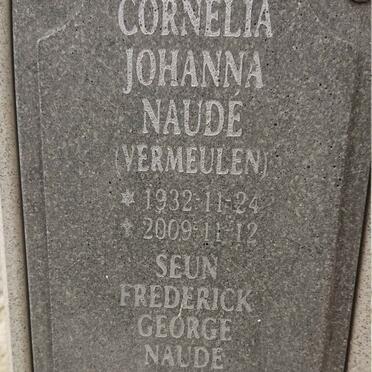 CORNELIA
JOHANNA
NAUDÉ
(VERMEULEN)
✡ 1932-11-24
✝ 2009-11-12
SEUN
FREDERICK
GEORGE
NAUDÉ